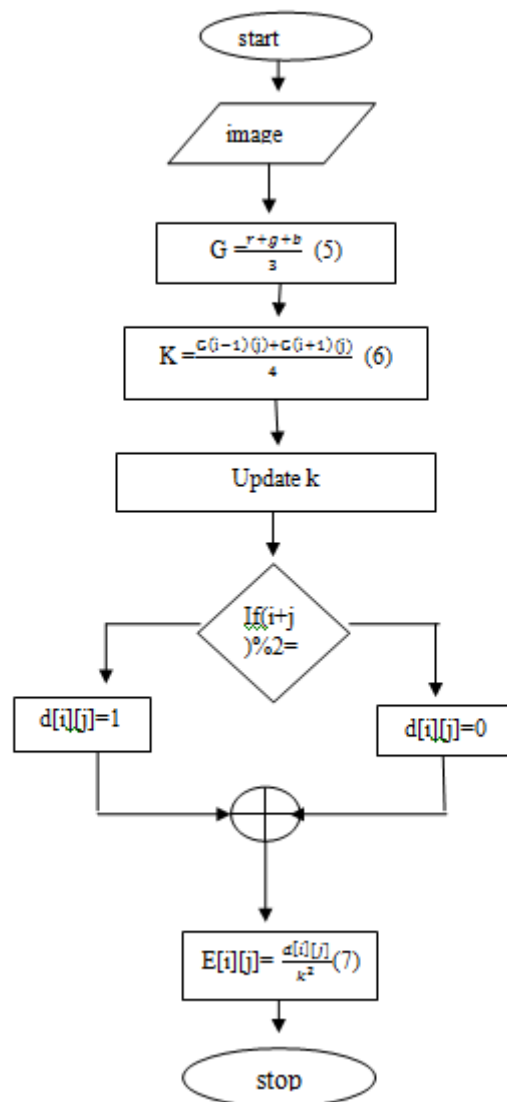 start
image
G = r+g+b / 3 (5)
K = G(i−1)(j)+G(i+1)(j) / 4 (6)
Update k
If(i+j
)%2=
d[i][j]=1
d[i][j]=0
E[i][j]= d[i][j] / k² (7)
stop